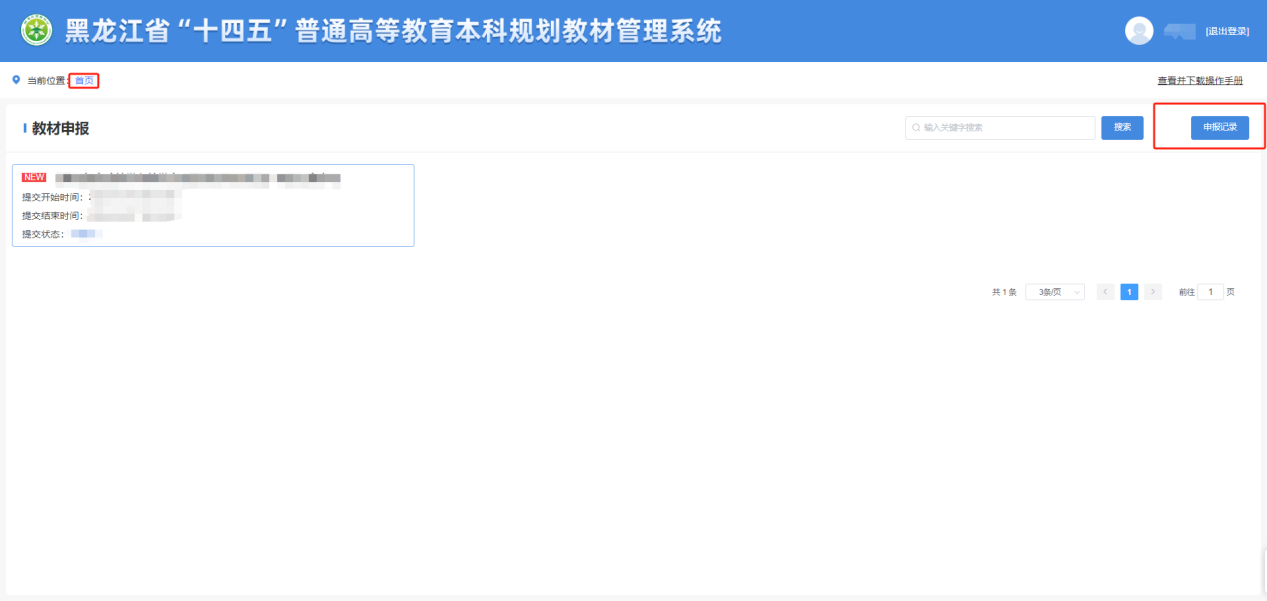 黑龙江省“十四五”普通高等教育本科规划教材管理系统
[退出登录]
当前位置: 首页
查看并下载操作手册
教材申报
输入关键字搜索
搜索
申报记录
NEW
提交开始时间:
提交结束时间:
提交状态:
共 1 条 3条/页 < 1 > 前往 1 页